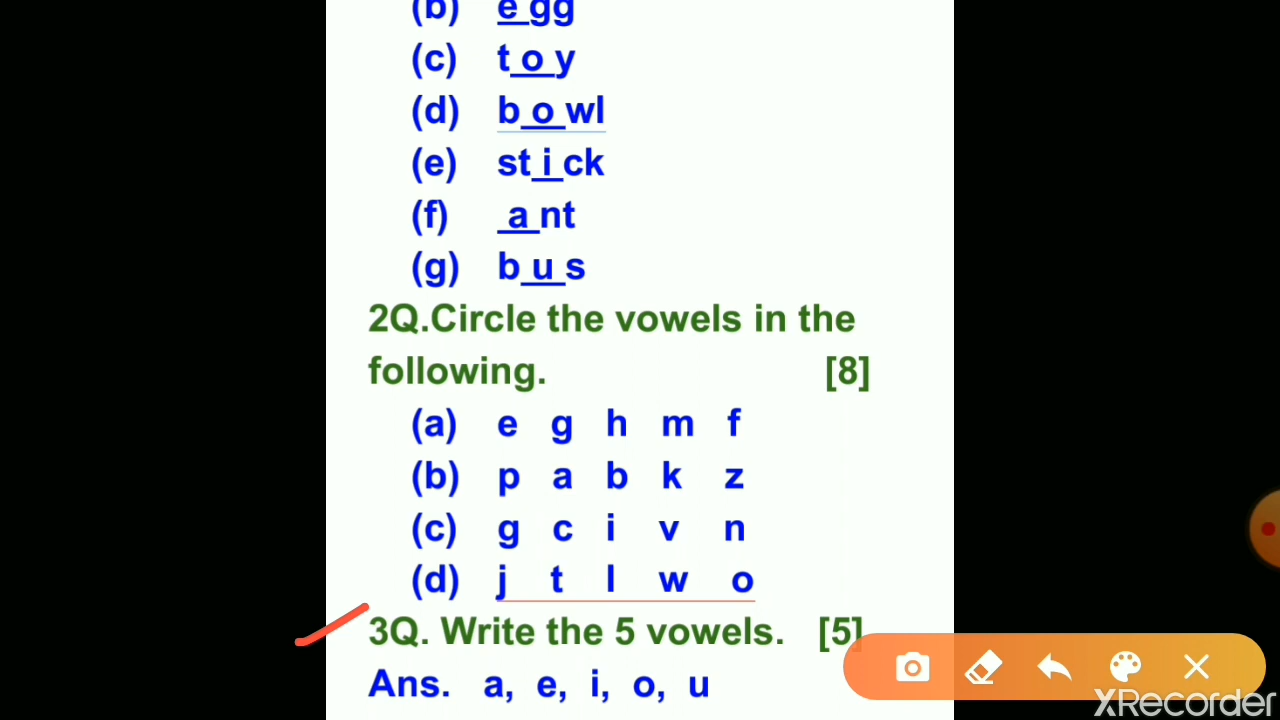 (b) e gg
(c) t o y
(d) b o wl
(e) st i ck
(f) a nt
(g) b u s
2Q.Circle the vowels in the
following. [8]
(a) e g h m f
(b) p a b k z
(c) g c i v n
(d) j t l w o
3Q. Write the 5 vowels. [5]
Ans. a, e, i, o, u
XRecorder